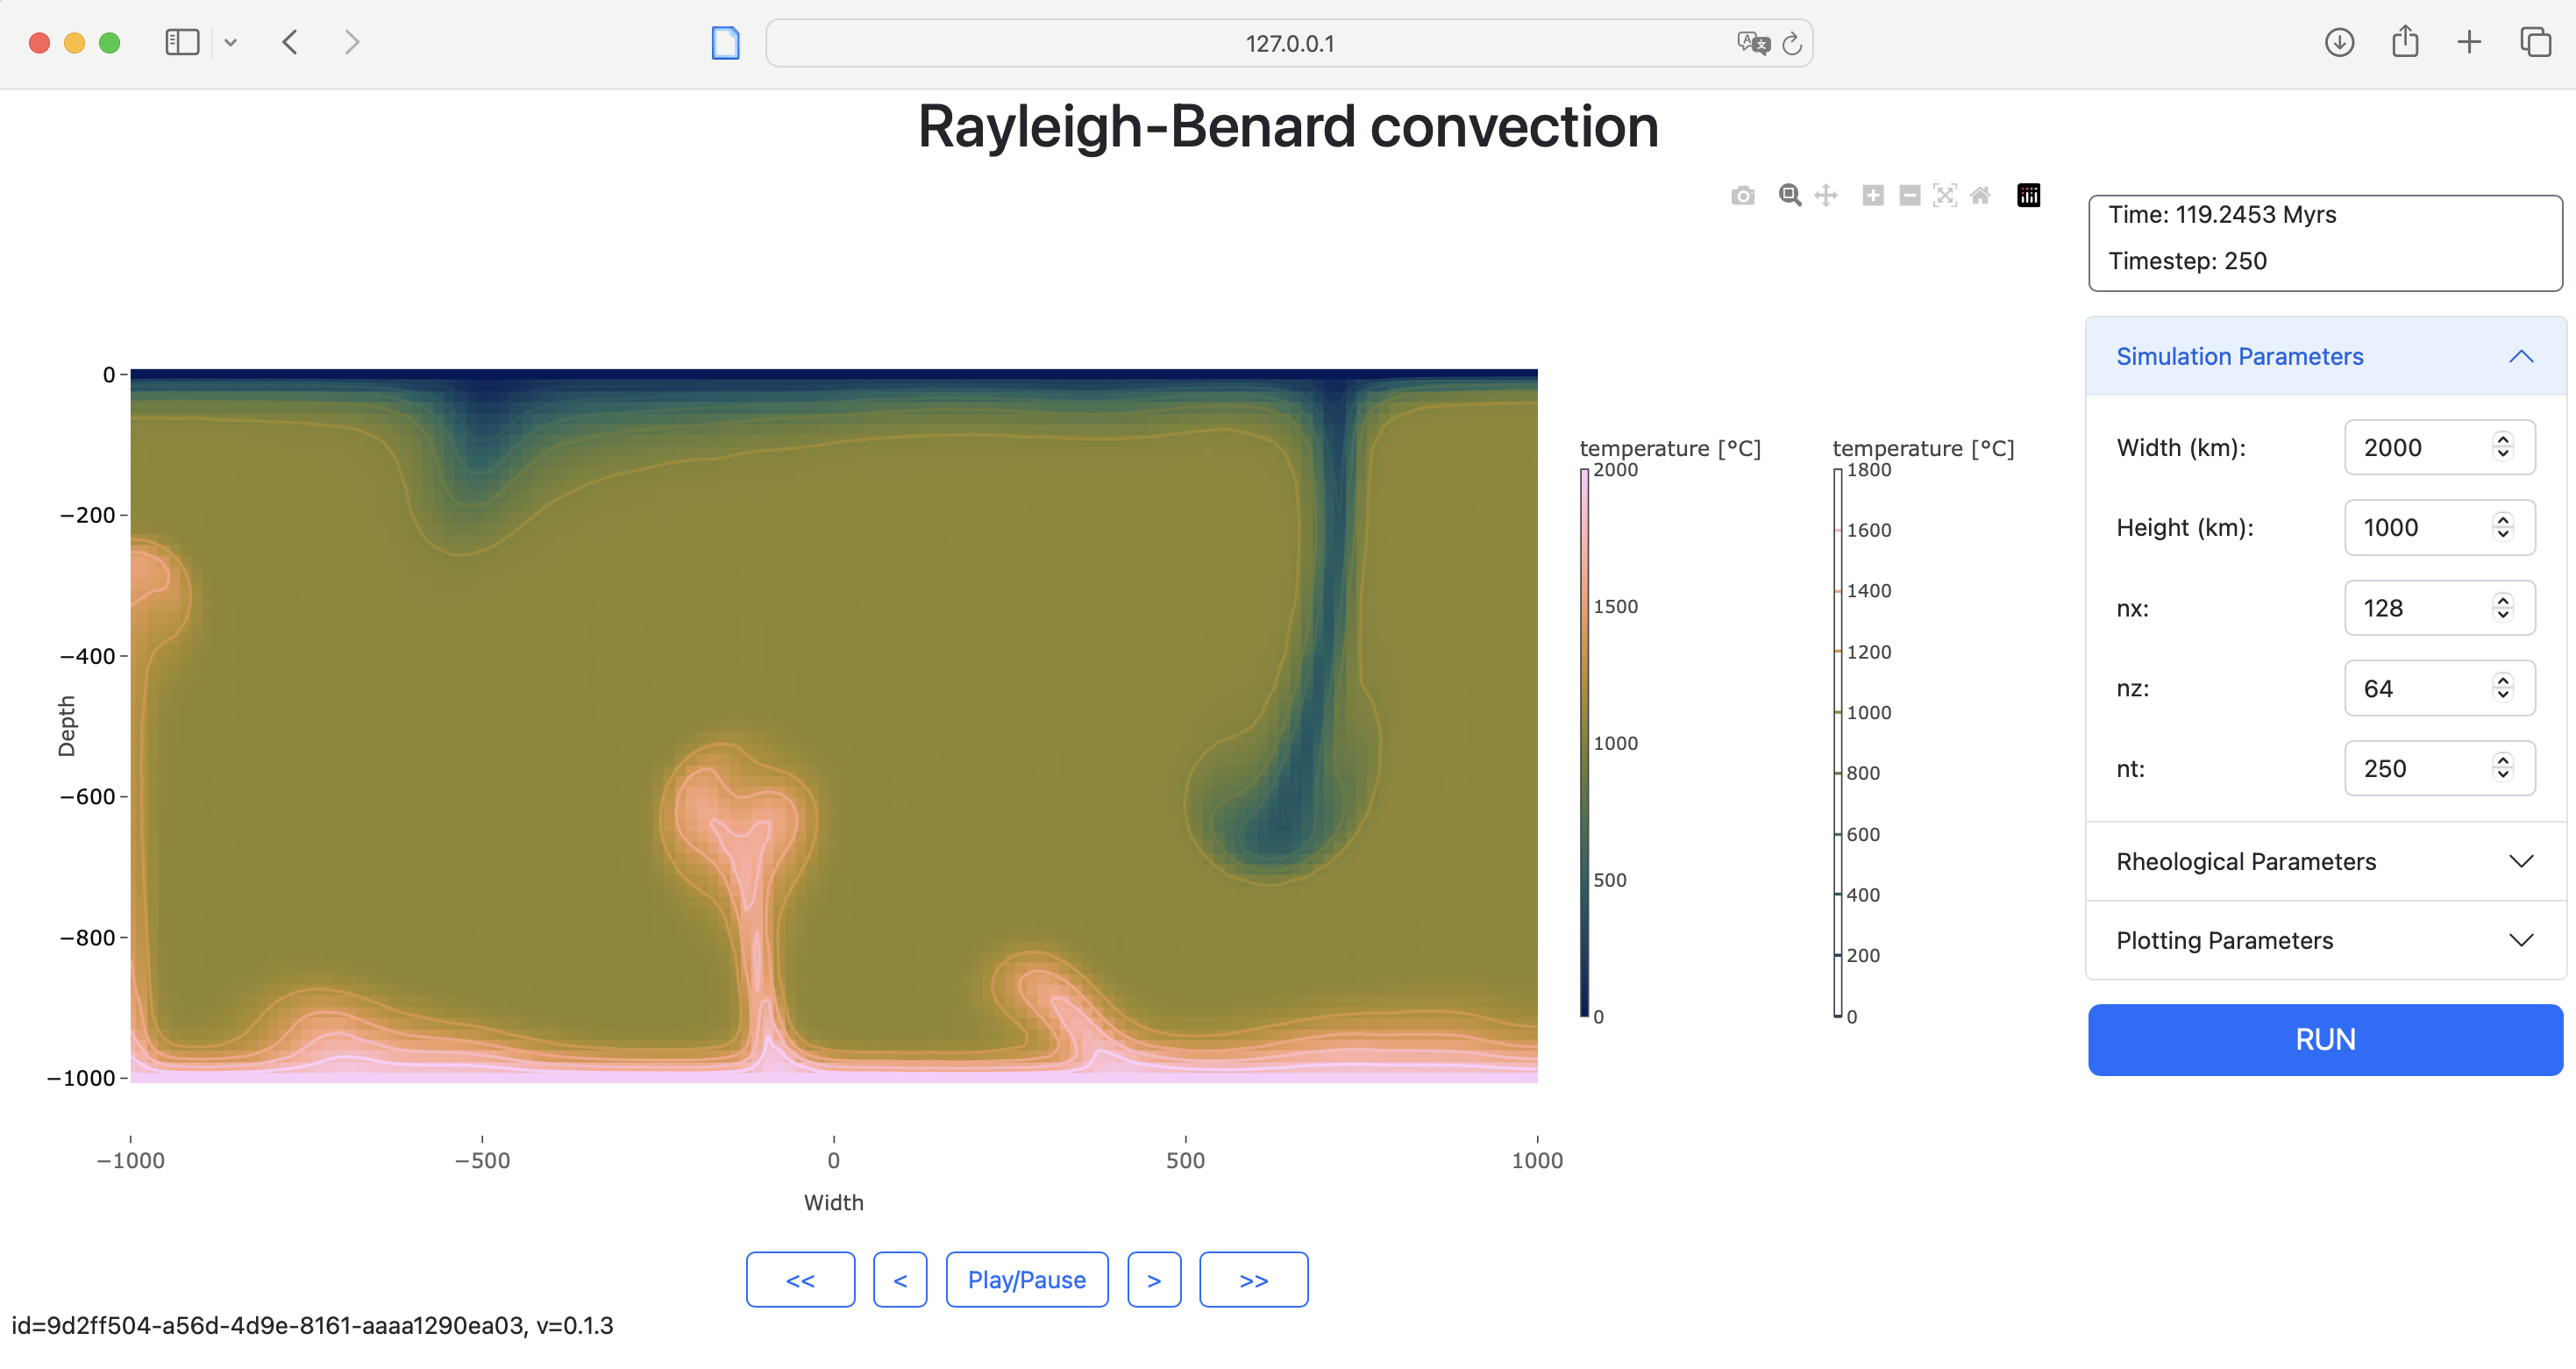 127.0.0.1
Rayleigh-Benard convection
Time: 119.2453 Myrs
Timestep: 250
Simulation Parameters
Width (km): 2000
Height (km): 1000
nx: 128
nz: 64
nt: 250
Rheological Parameters
Plotting Parameters
RUN
0
−200
−400
−600
−800
−1000
Depth
−1000
−500
0
500
1000
Width
temperature [°C]
2000
1500
1000
500
0
temperature [°C]
1800
1600
1400
1200
1000
800
600
400
200
0
<< < Play/Pause > >>
id=9d2ff504-a56d-4d9e-8161-aaaa1290ea03, v=0.1.3